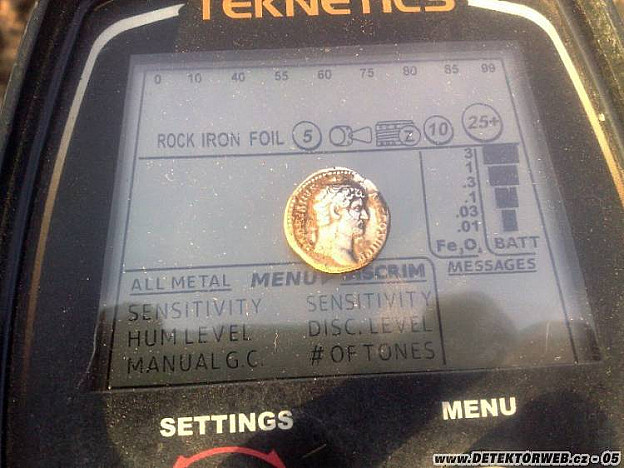 TEKNETICS
0 10 40 55 60 75 80 85 99
ROCK IRON FOIL 5 Z 10 25+
3
1
.3
.1
.03
.01
Fe₃O₄ BATT
MESSAGES
ALL METAL MENU DISCRIM
SENSITIVITY SENSITIVITY
HUM LEVEL DISC. LEVEL
MANUAL G.C. # OF TONES
SETTINGS
MENU
www.DETEKTORWEB.cz - 05